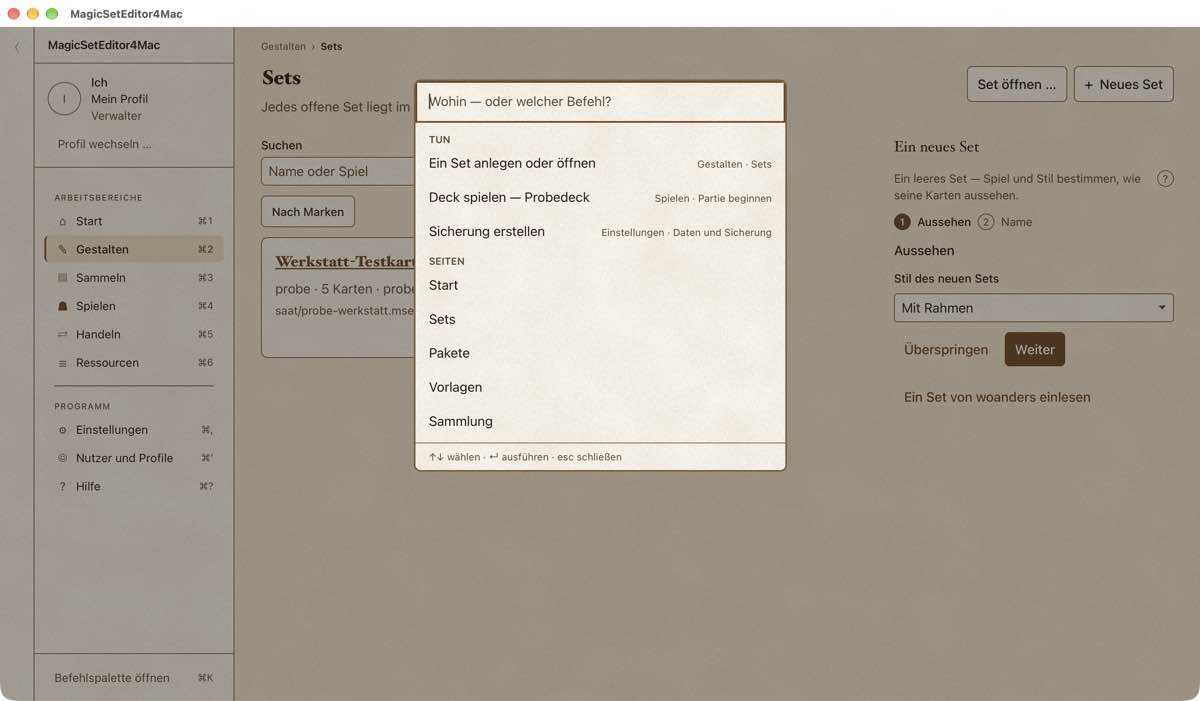 MagicSetEditor4Mac
MagicSetEditor4Mac
I
Ich
Mein Profil
Verwalter
Profil wechseln ...
ARBEITSBEREICHE
Start ⌘1
Gestalten ⌘2
Sammeln ⌘3
Spielen ⌘4
Handeln ⌘5
Ressourcen ⌘6
PROGRAMM
Einstellungen ⌘,
Nutzer und Profile ⌘'
? Hilfe ⌘?
Befehlspalette öffnen ⌘K
Gestalten › Sets
Sets
Jedes offene Set liegt im
Suchen
Name oder Spiel
Nach Marken
Werkstatt-Testkart
probe · 5 Karten · probe
saat/probe-werkstatt.mse
Wohin — oder welcher Befehl?
TUN
Ein Set anlegen oder öffnen Gestalten · Sets
Deck spielen — Probedeck Spielen · Partie beginnen
Sicherung erstellen Einstellungen · Daten und Sicherung
SEITEN
Start
Sets
Pakete
Vorlagen
Sammlung
↑↓ wählen · ↵ ausführen · esc schließen
Set öffnen ... + Neues Set
Ein neues Set
Ein leeres Set — Spiel und Stil bestimmen, wie ?
seine Karten aussehen.
1 Aussehen 2 Name
Aussehen
Stil des neuen Sets
Mit Rahmen
Überspringen Weiter
Ein Set von woanders einlesen